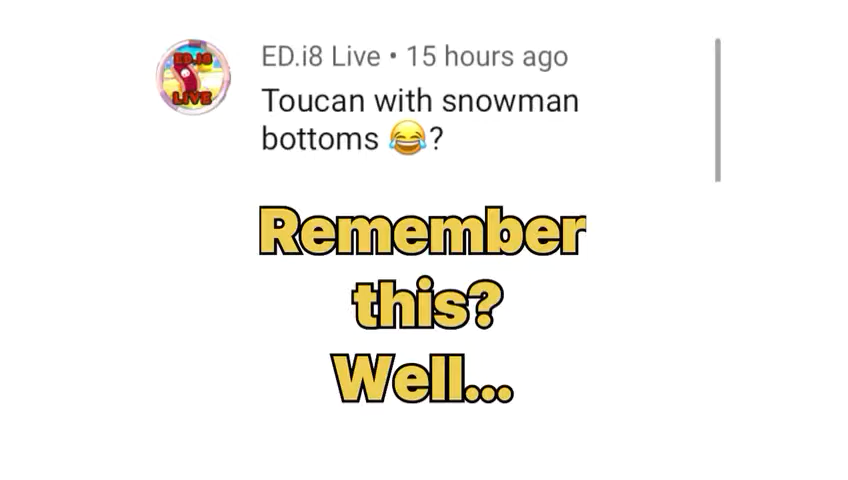 ED.i8
LIVE
ED.i8 Live • 15 hours ago
Toucan with snowman
bottoms 😂?
Remember
this?
Well...